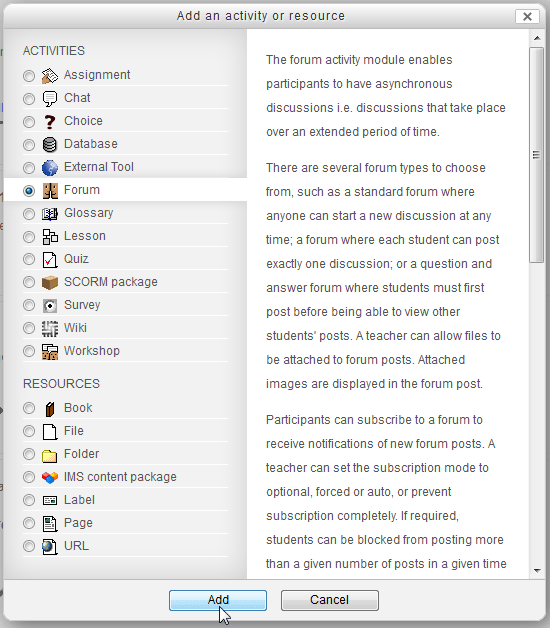 Add an activity or resource
ACTIVITIES
Assignment
Chat
Choice
Database
External Tool
Forum
Glossary
Lesson
Quiz
SCORM package
Survey
Wiki
Workshop
RESOURCES
Book
File
Folder
IMS content package
Label
Page
URL
The forum activity module enables
participants to have asynchronous
discussions i.e. discussions that take place
over an extended period of time.
There are several forum types to choose
from, such as a standard forum where
anyone can start a new discussion at any
time; a forum where each student can post
exactly one discussion; or a question and
answer forum where students must first
post before being able to view other
students' posts. A teacher can allow files to
be attached to forum posts. Attached
images are displayed in the forum post.
Participants can subscribe to a forum to
receive notifications of new forum posts. A
teacher can set the subscription mode to
optional, forced or auto, or prevent
subscription completely. If required,
students can be blocked from posting more
than a given number of posts in a given time
Add
Cancel